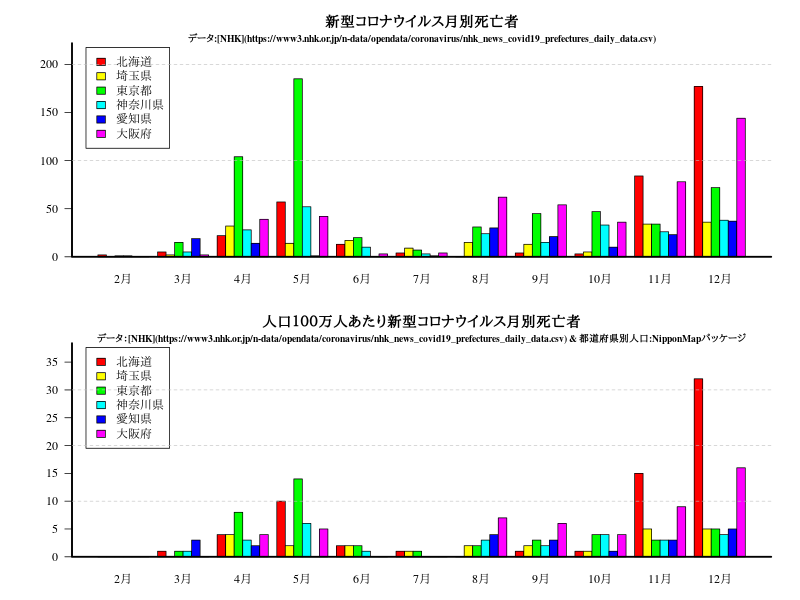 新型コロナウイルス月別死亡者
データ:[NHK](https://www3.nhk.or.jp/n-data/opendata/coronavirus/nhk_news_covid19_prefectures_daily_data.csv)
200
150
100
50
0
北海道
埼玉県
東京都
神奈川県
愛知県
大阪府
2月 3月 4月 5月 6月 7月 8月 9月 10月 11月 12月
人口100万人あたり新型コロナウイルス月別死亡者
データ:[NHK](https://www3.nhk.or.jp/n-data/opendata/coronavirus/nhk_news_covid19_prefectures_daily_data.csv) & 都道府県別人口:NipponMapパッケージ
35
30
25
20
15
10
5
0
北海道
埼玉県
東京都
神奈川県
愛知県
大阪府
2月 3月 4月 5月 6月 7月 8月 9月 10月 11月 12月